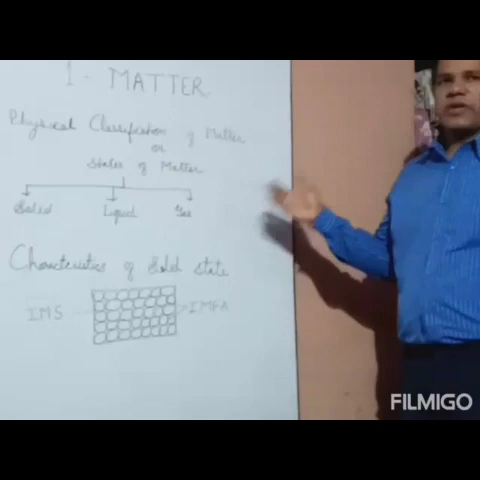 1 - MATTER
Physical Classification of Matter
or
States of Matter
Solid Liquid Gas
Characteristics of Solid state
IMS IMFA
FILMIGO